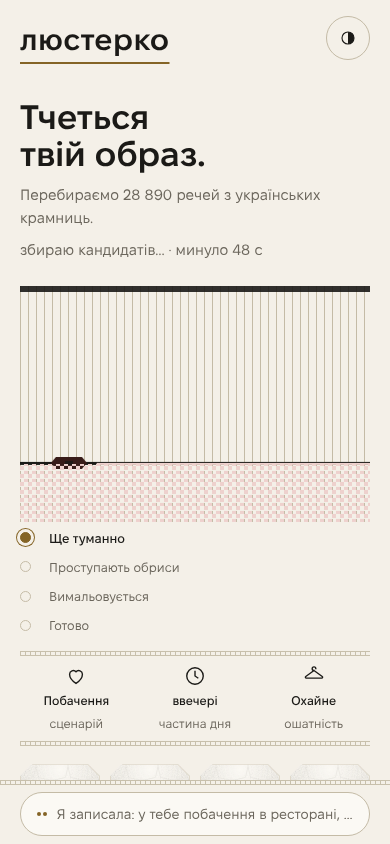 люстерко
Тчеться
твій образ.
Перебираємо 28 890 речей з українських
крамниць.
збираю кандидатів… · минуло 48 с
Ще туманно
Проступають обриси
Вимальовується
Готово
Побачення ввечері Охайне
сценарій частина дня ошатність
Я записала: у тебе побачення в ресторані, …